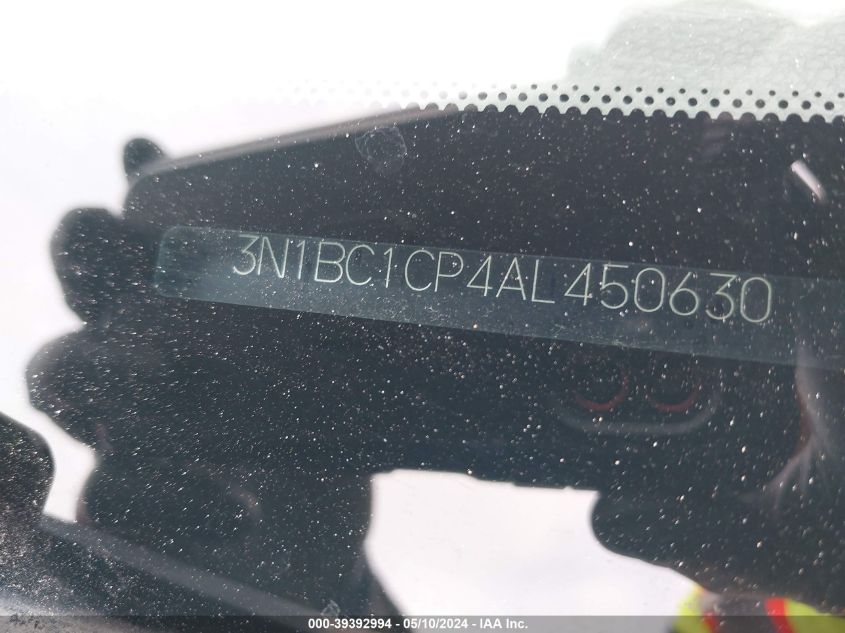 3N1BC1CP4AL450630
000-39392994 - 05/10/2024 - IAA Inc.